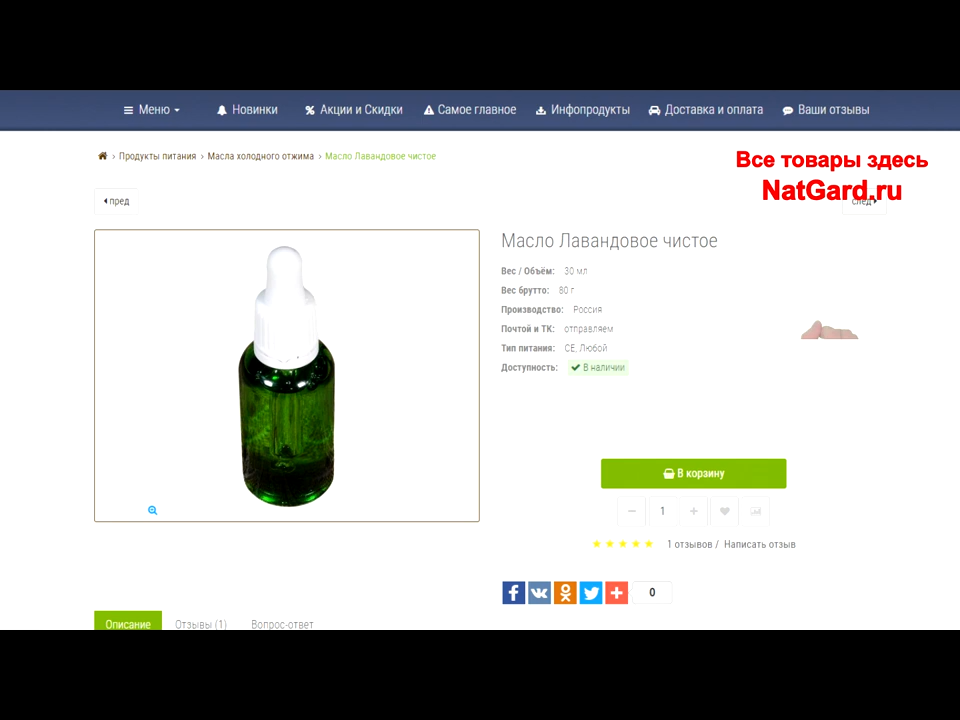 Меню
Новинки
Акции и Скидки
Самое главное
Инфопродукты
Доставка и оплата
Ваши отзывы
› Продукты питания › Масла холодного отжима › Масло Лавандовое чистое
Все товары здесь
NatGard.ru
пред
след
Масло Лавандовое чистое
Вес / Объём: 30 мл
Вес брутто: 80 г
Производство: Россия
Почтой и ТК: отправляем
Тип питания: СЕ, Любой
Доступность: В наличии
В корзину
1
1 отзывов / Написать отзыв
0
Описание
Отзывы (1)
Вопрос-ответ